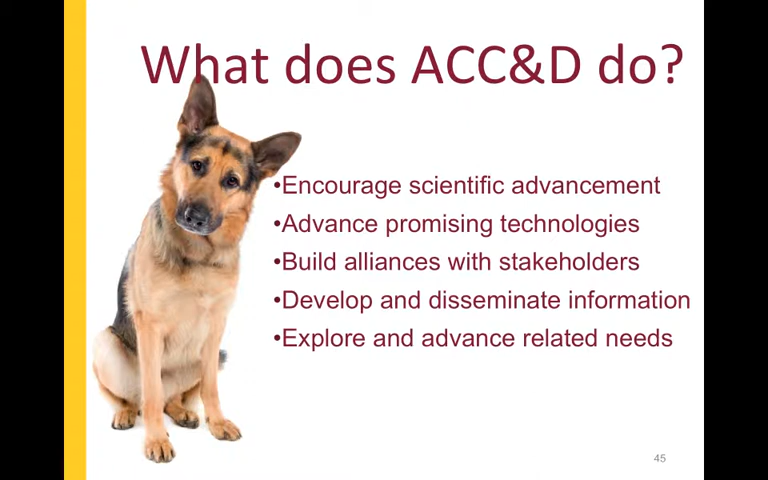 What does ACC&D do?
•Encourage scientific advancement
•Advance promising technologies
•Build alliances with stakeholders
•Develop and disseminate information
•Explore and advance related needs
45